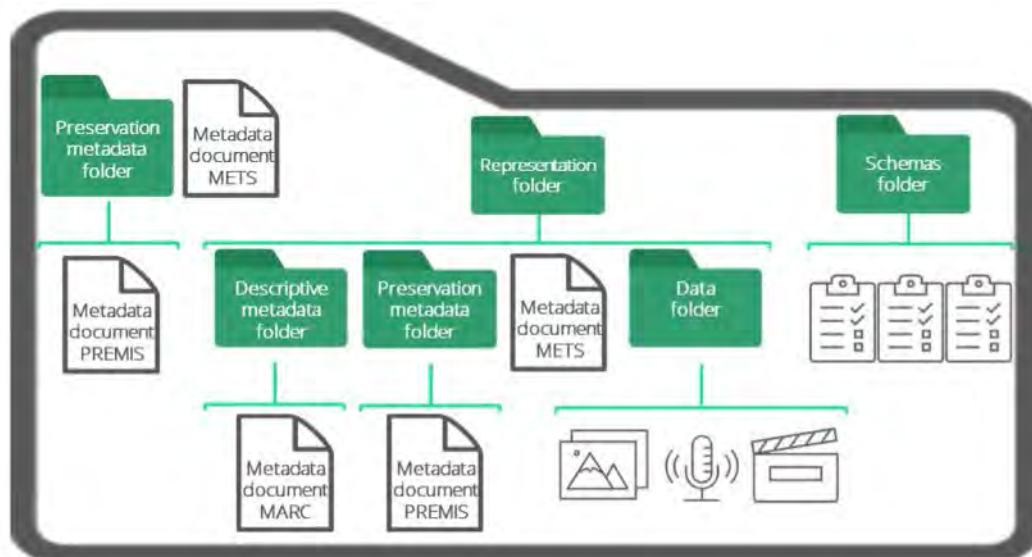 Preservation
metadata
folder
Metadata
document
METS
Representation
folder
Schemas
folder
Metadata
document
PREMIS
Descriptive
metadata
folder
Preservation
metadata
folder
Metadata
document
METS
Data
folder
Metadata
document
MARC
Metadata
document
PREMIS